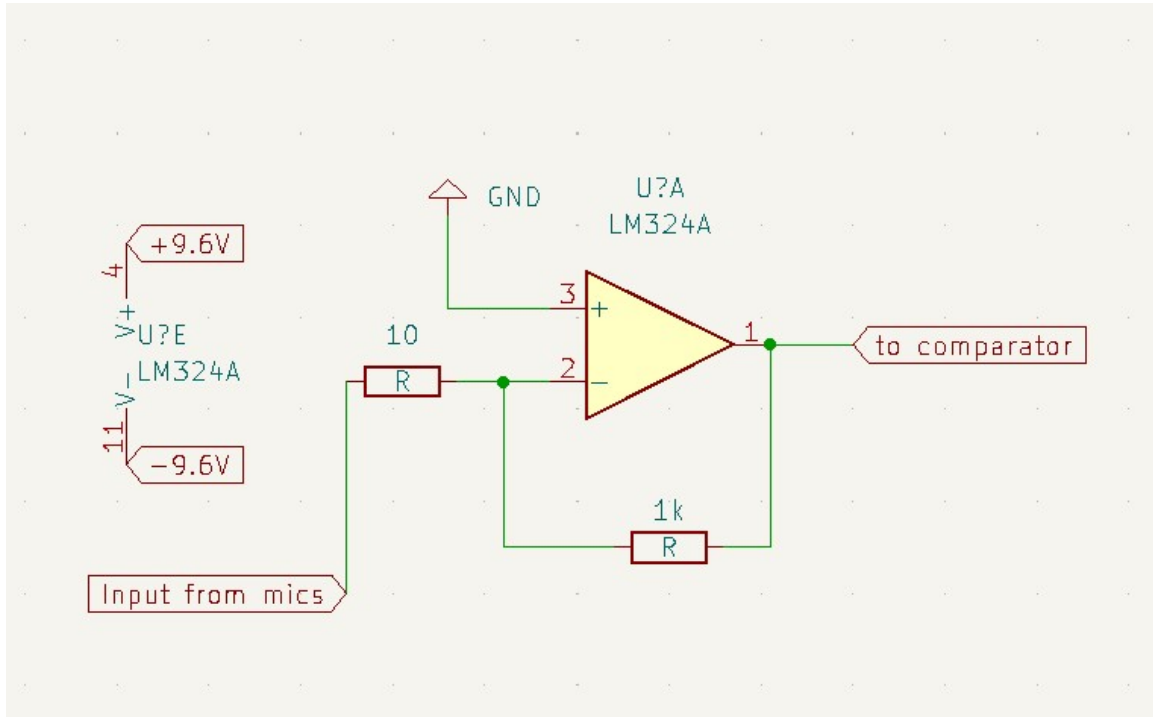 GND
U?A
LM324A
+9.6V
4
V+
U?E
LM324A
V-
11
-9.6V
10
R
3
+
2
-
1
to comparator
1k
R
Input from mics